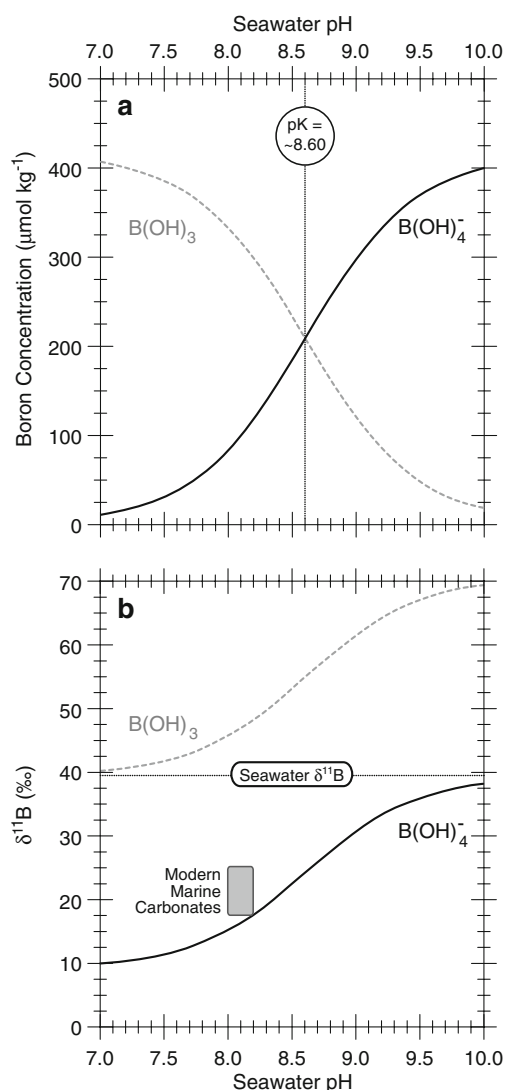 Seawater pH
7.0 7.5 8.0 8.5 9.0 9.5 10.0
500
a
pK =
~8.60
400
B(OH)₃
B(OH)₄⁻
300
200
100
0
Boron Concentration (μmol kg⁻¹)
70
b
60
50
B(OH)₃
40
Seawater δ¹¹B
B(OH)₄⁻
30
Modern
Marine
Carbonates
20
10
0
δ¹¹B (‰)
7.0 7.5 8.0 8.5 9.0 9.5 10.0
Seawater pH